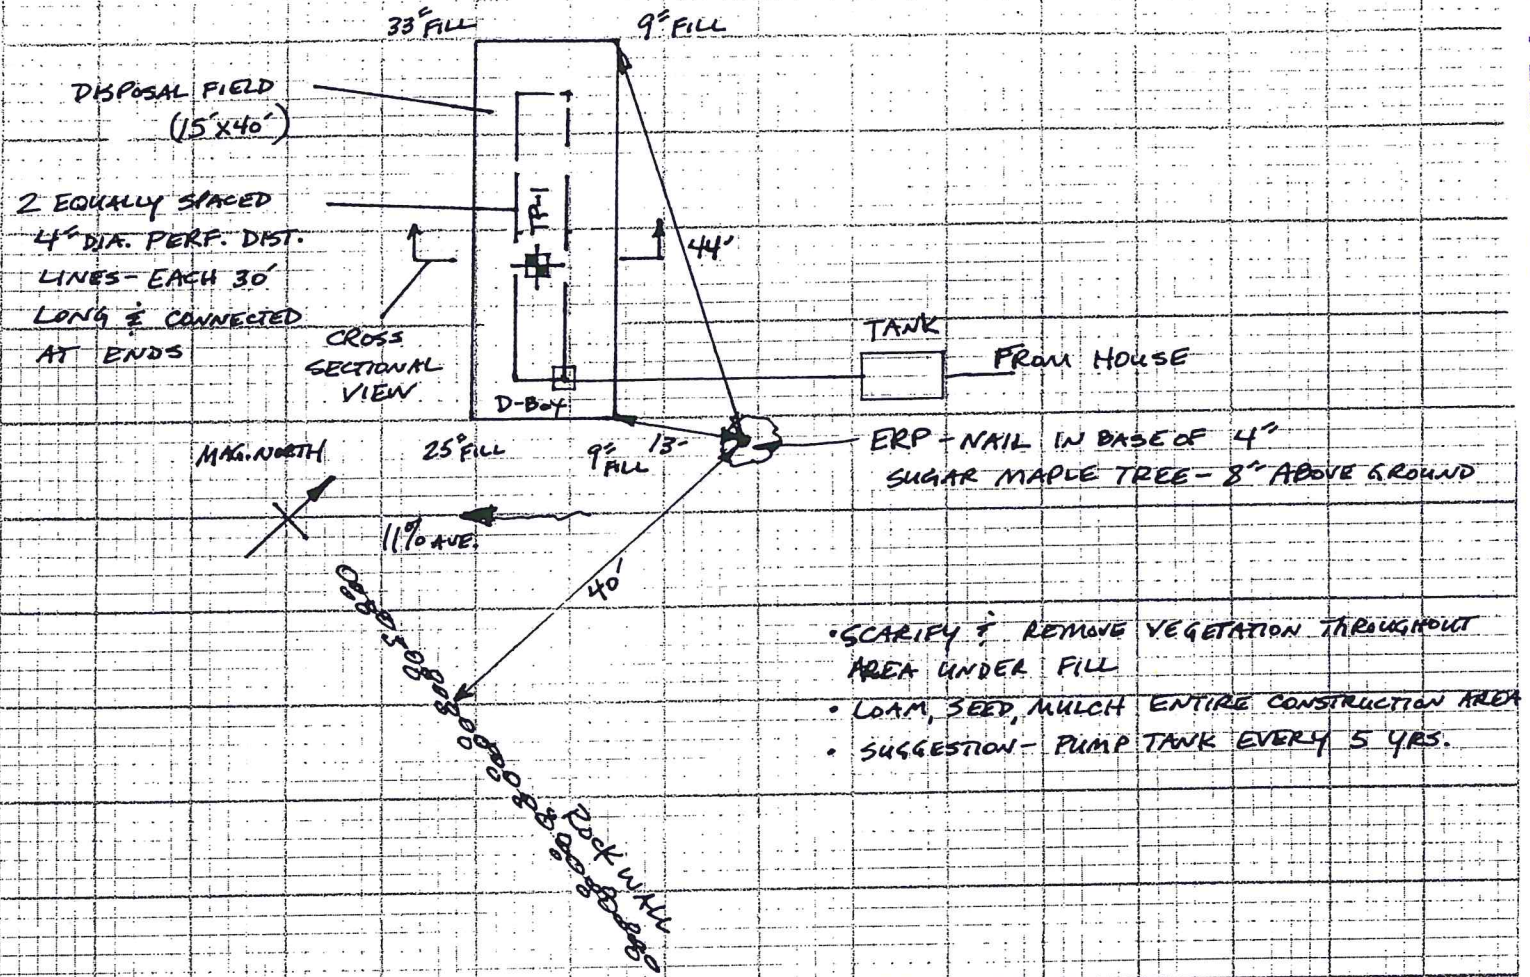 33" FILL
9" FILL
DISPOSAL FIELD
(15'X40')
2 EQUALLY SPACED
4" DIA. PERF. DIST.
LINES - EACH 30'
LONG & CONNECTED
AT ENDS
TP-1
44'
CROSS
SECTIONAL
VIEW
TANK
FROM HOUSE
D-BOX
MAG. NORTH
25" FILL
9" FILL
13'
ERP - NAIL IN BASE OF 4"
SUGAR MAPLE TREE - 8" ABOVE GROUND
11% AVE.
40'
• SCARIFY & REMOVE VEGETATION THROUGHOUT
AREA UNDER FILL
• LOAM, SEED, MULCH ENTIRE CONSTRUCTION AREA
• SUGGESTION - PUMP TANK EVERY 5 YRS.
ROCK WALL